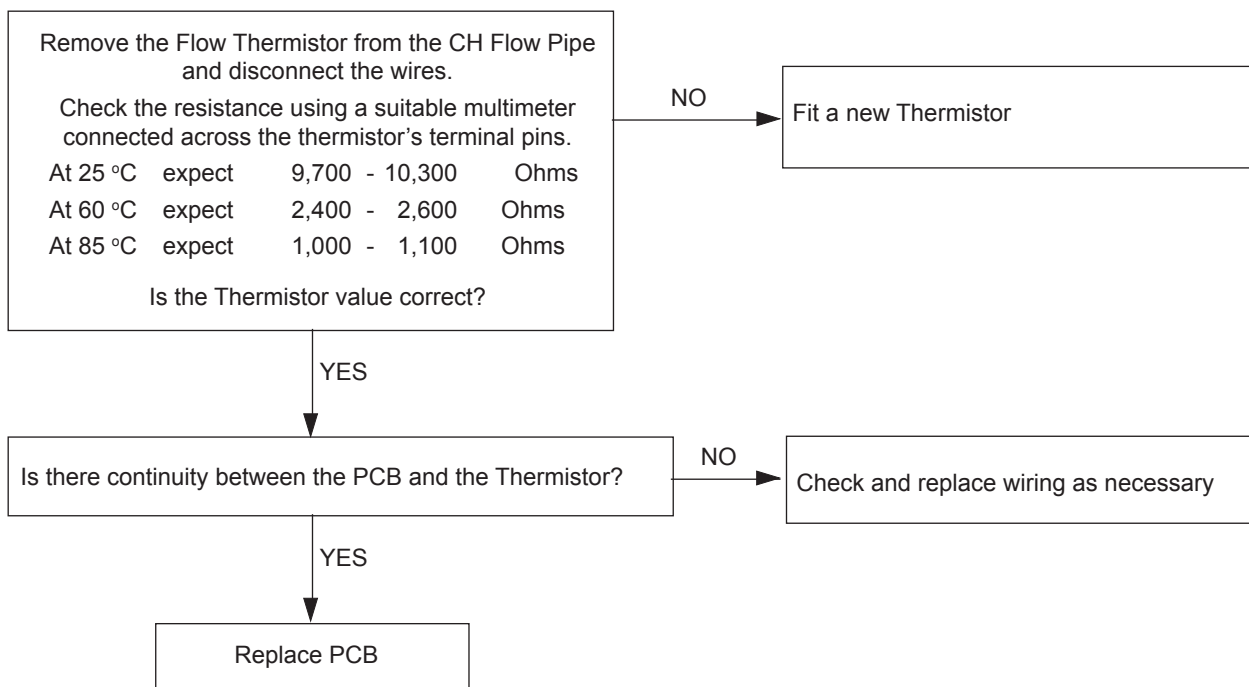 Remove the Flow Thermistor from the CH Flow Pipe
and disconnect the wires.
Check the resistance using a suitable multimeter
connected across the thermistor’s terminal pins.
At 25 ºC expect 9,700 - 10,300 Ohms
At 60 ºC expect 2,400 - 2,600 Ohms
At 85 ºC expect 1,000 - 1,100 Ohms
Is the Thermistor value correct?
NO
Fit a new Thermistor
YES
Is there continuity between the PCB and the Thermistor?
NO
Check and replace wiring as necessary
YES
Replace PCB